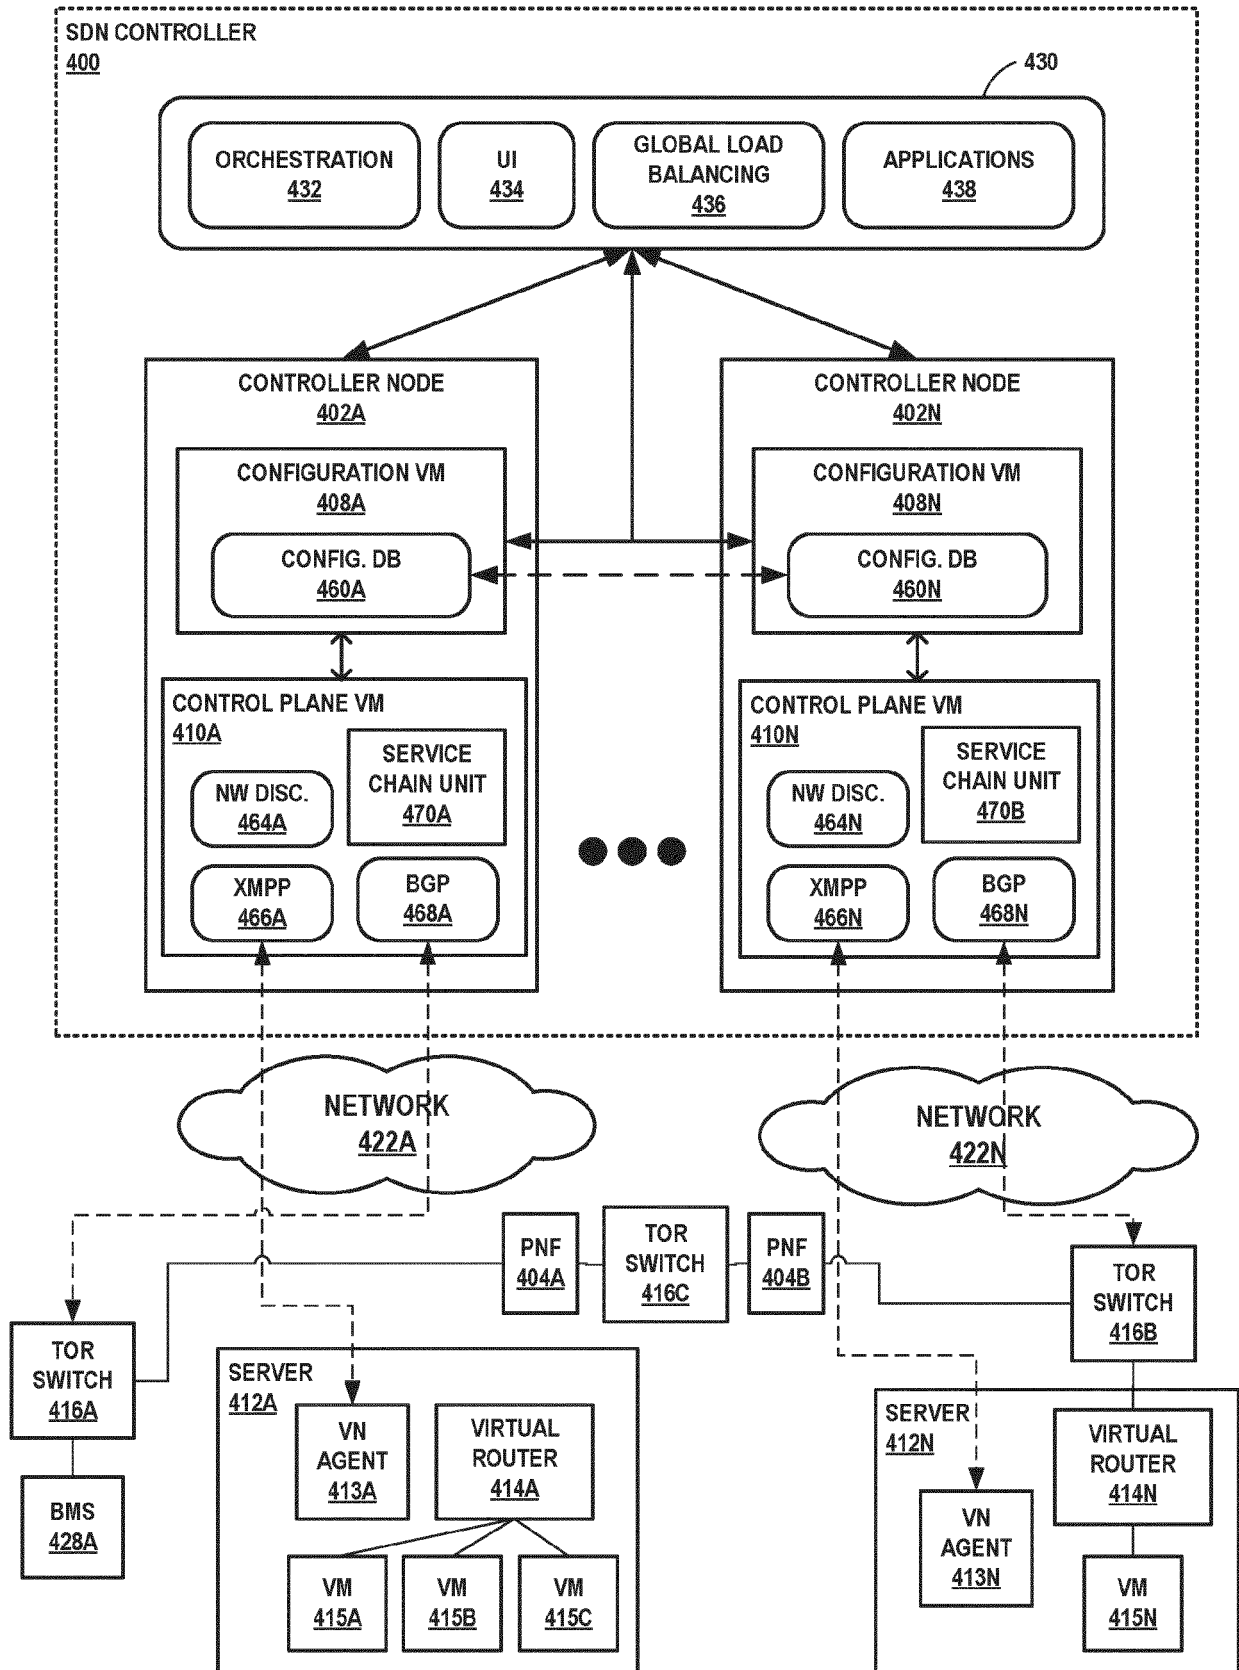 SDN CONTROLLER
400
430
ORCHESTRATION
432
UI
434
GLOBAL LOAD
BALANCING
436
APPLICATIONS
438
CONTROLLER NODE
402A
CONFIGURATION VM
408A
CONFIG. DB
460A
CONTROL PLANE VM
410A
SERVICE
CHAIN UNIT
470A
NW DISC.
464A
XMPP
466A
BGP
468A
CONTROLLER NODE
402N
CONFIGURATION VM
408N
CONFIG. DB
460N
CONTROL PLANE VM
410N
SERVICE
CHAIN UNIT
470B
NW DISC.
464N
XMPP
466N
BGP
468N
NETWORK
422A
NETWORK
422N
PNF
404A
TOR
SWITCH
416C
PNF
404B
TOR
SWITCH
416B
TOR
SWITCH
416A
BMS
428A
SERVER
412A
VN
AGENT
413A
VIRTUAL
ROUTER
414A
VM
415A
VM
415B
VM
415C
SERVER
412N
VIRTUAL
ROUTER
414N
VN
AGENT
413N
VM
415N